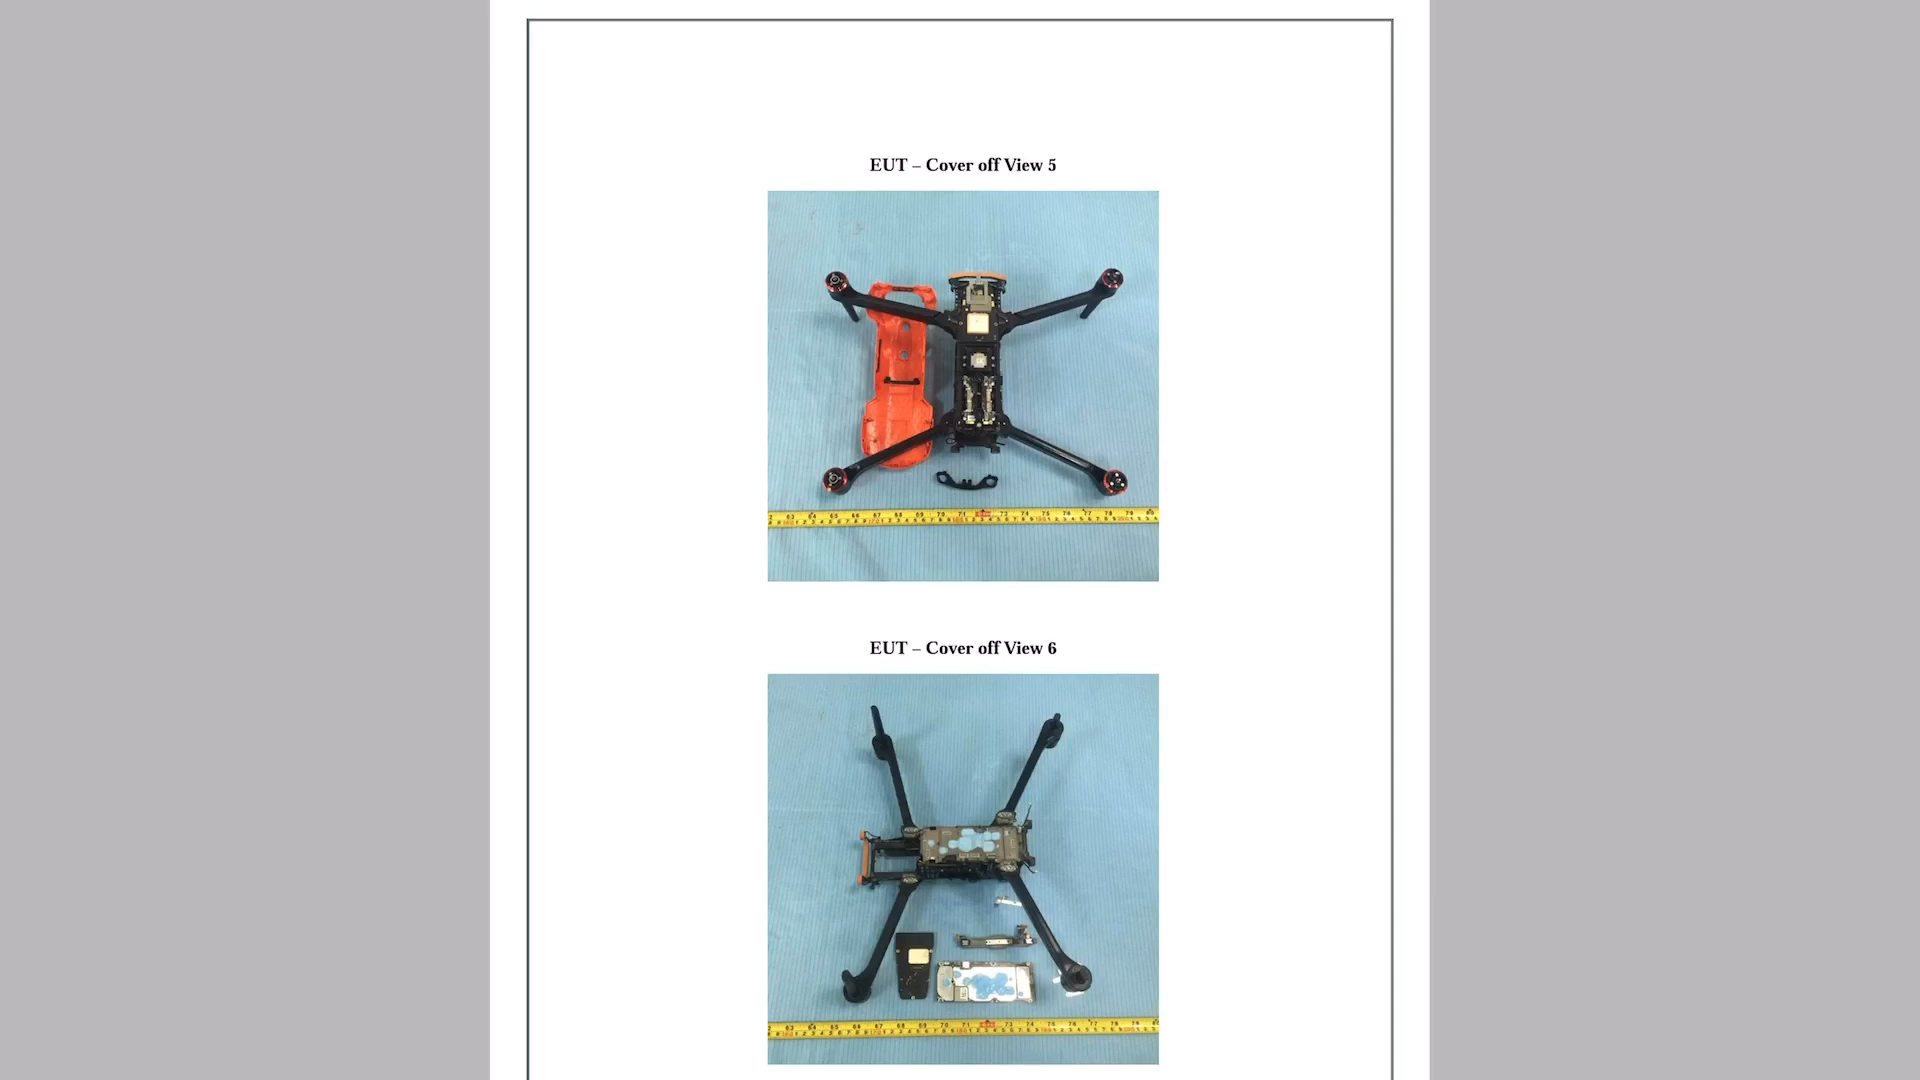 EUT – Cover off View 5
EUT – Cover off View 6